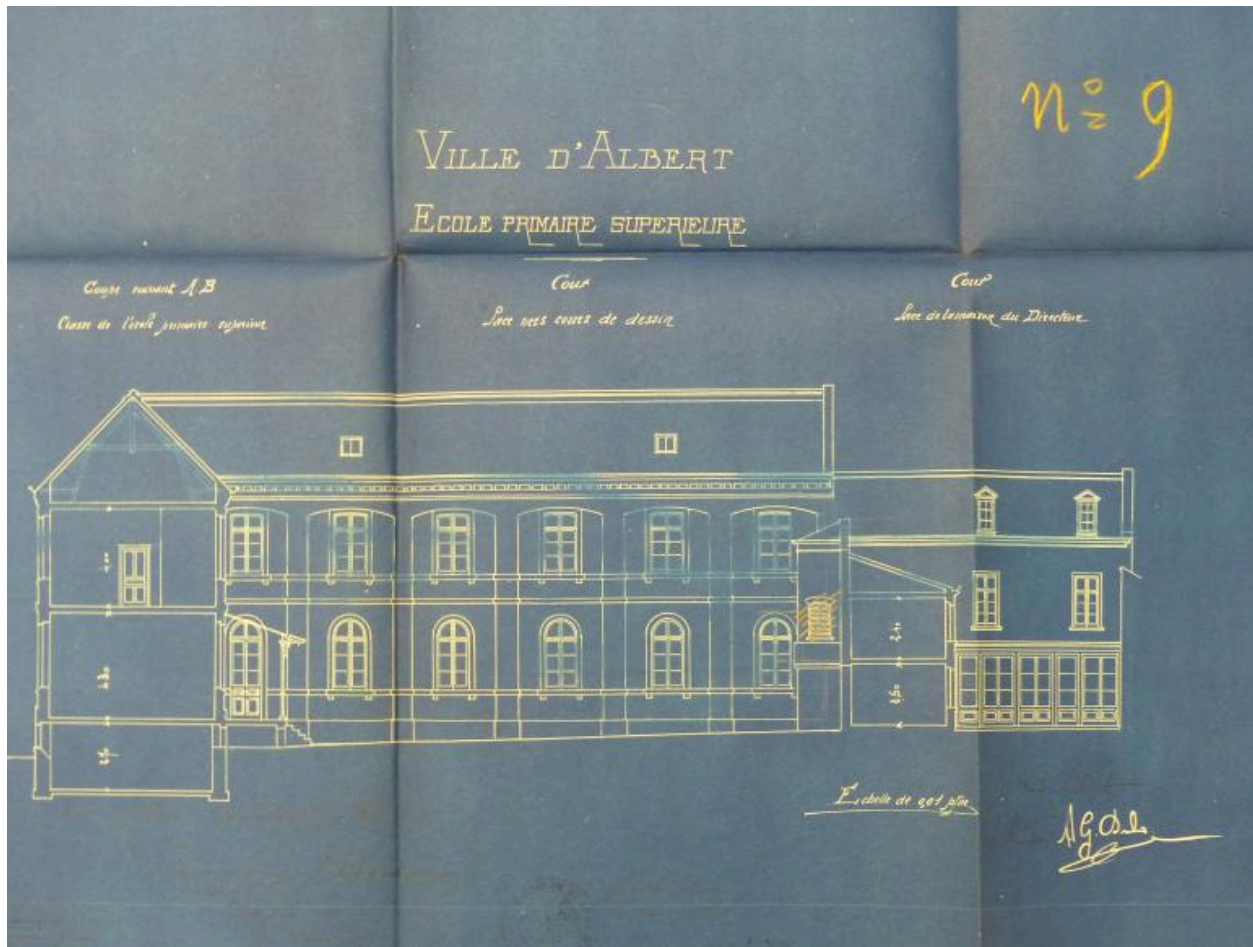 n° 9
VILLE D'ALBERT
ECOLE PRIMAIRE SUPERIEURE
Coupe suivant A.B
Classe de l'école primaire supérieure
Cour
Face vers cours de dessin
Cour
Face de la maison du Directeur
Echelle de 0,01 p/m